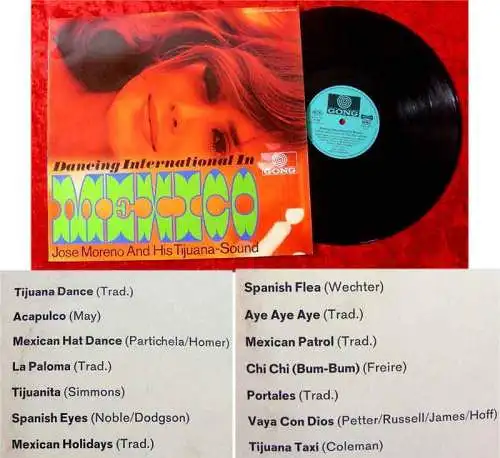 Dancing International In
GONG
MEXICO
Jose Moreno And His Tijuana-Sound
GONG
Tijuana Dance (Trad.)
Acapulco (May)
Mexican Hat Dance (Partichela/Homer)
La Paloma (Trad.)
Tijuanita (Simmons)
Spanish Eyes (Noble/Dodgson)
Mexican Holidays (Trad.)
Spanish Flea (Wechter)
Aye Aye Aye (Trad.)
Mexican Patrol (Trad.)
Chi Chi (Bum-Bum) (Freire)
Portales (Trad.)
Vaya Con Dios (Petter/Russell/James/Hoff)
Tijuana Taxi (Coleman)